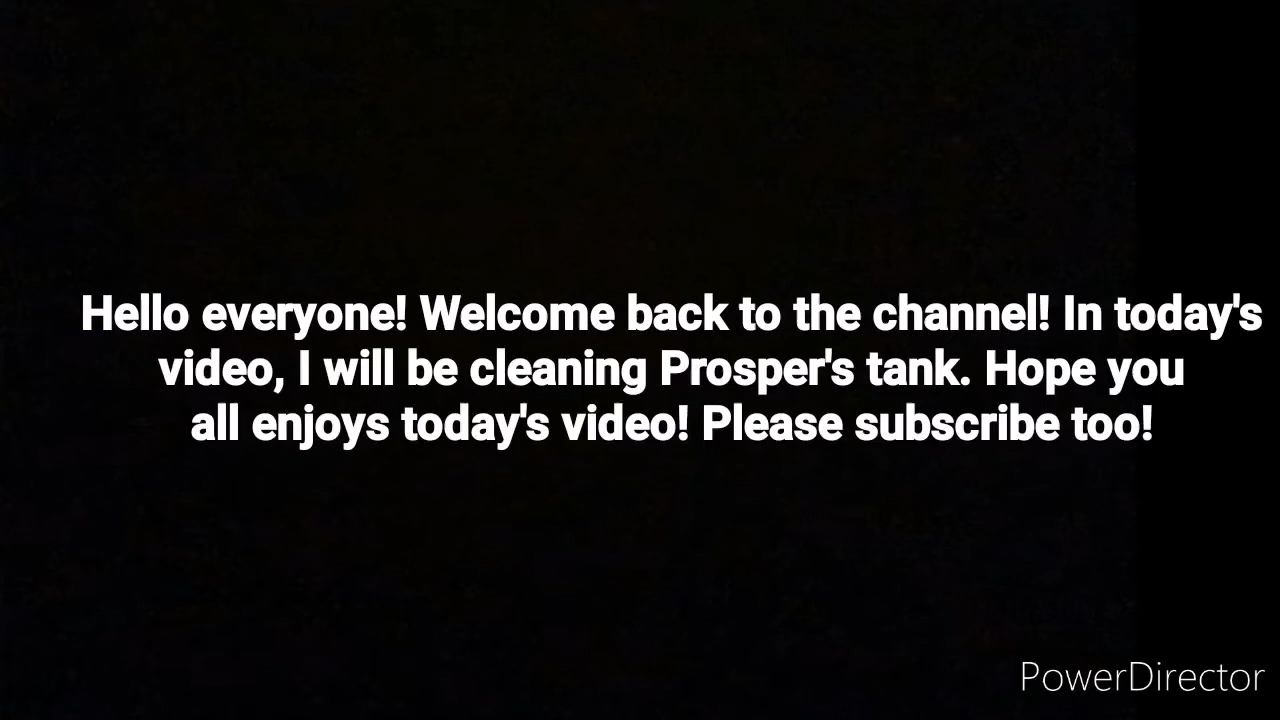 Hello everyone! Welcome back to the channel! In today's
video, I will be cleaning Prosper's tank. Hope you
all enjoys today's video! Please subscribe too!
PowerDirector